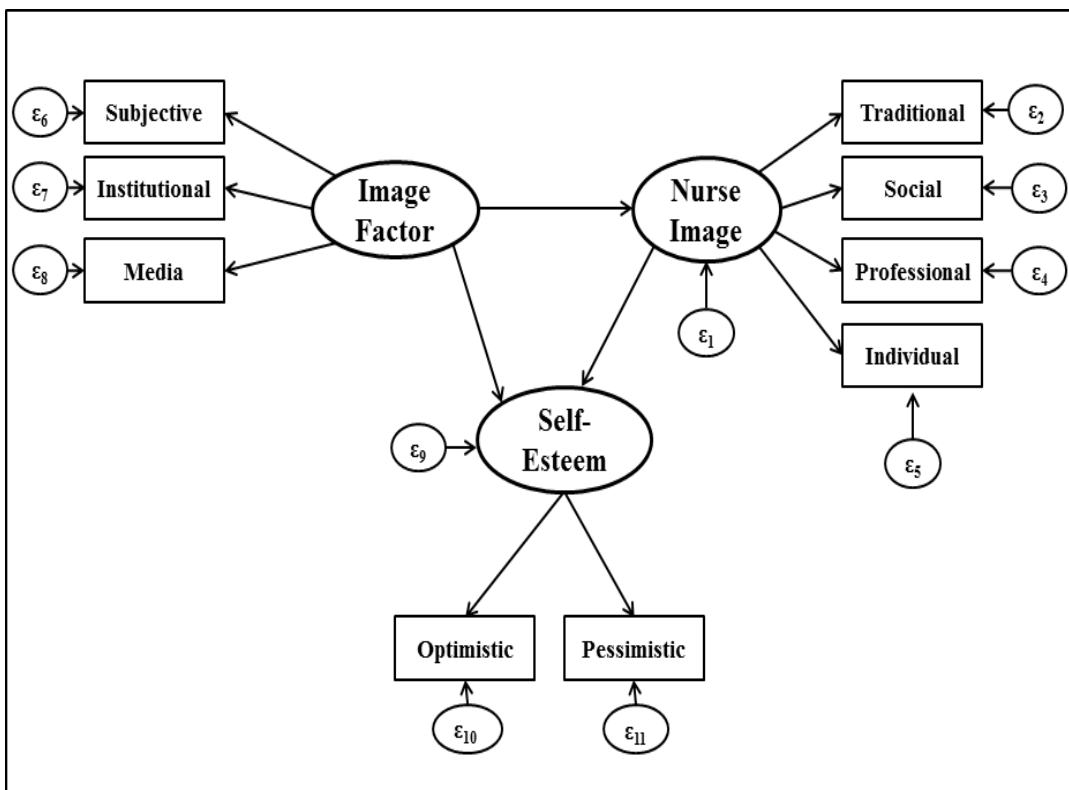 ε6
Subjective
ε7
Institutional
ε8
Media
Image
Factor
Nurse
Image
Traditional
ε2
Social
ε3
Professional
ε4
Individual
ε1
ε5
Self-
Esteem
ε9
Optimistic
Pessimistic
ε10
ε11